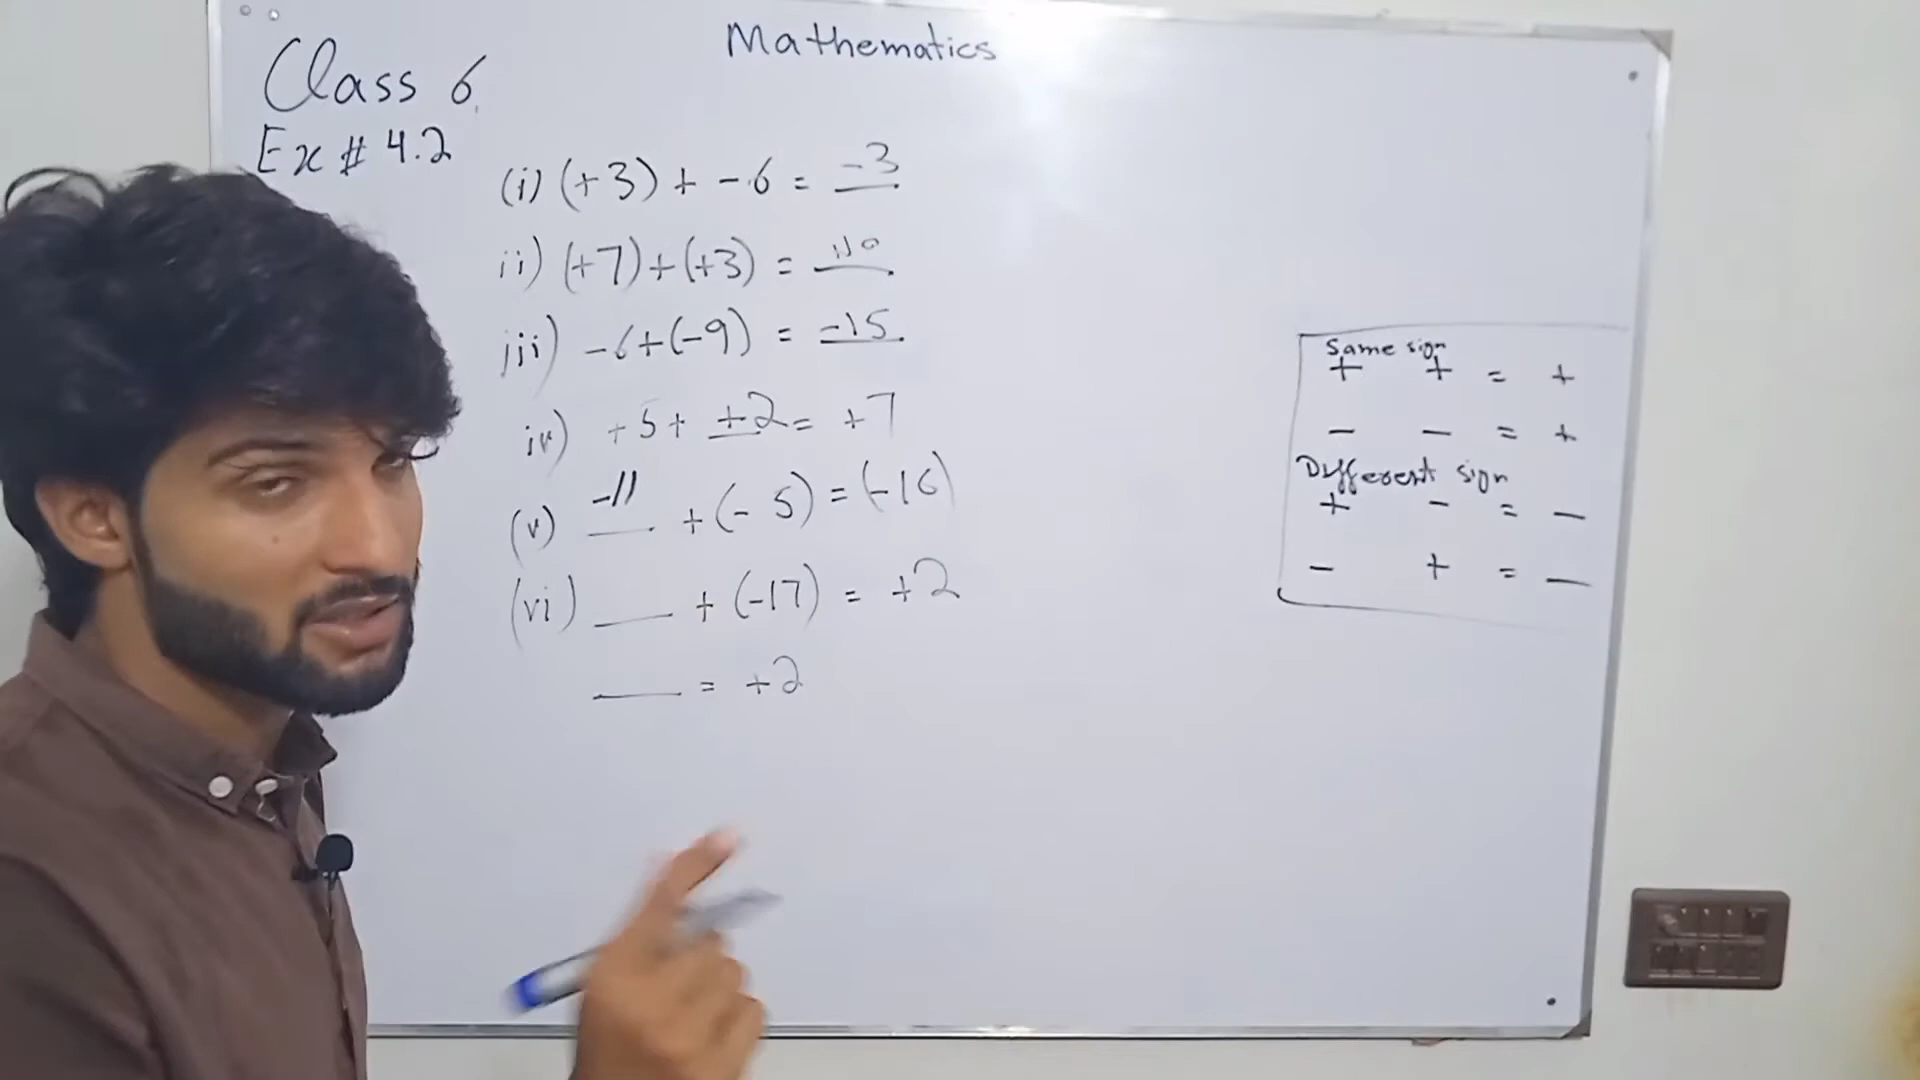 Mathematics
Class 6
Ex # 4.2
(i) (+3) + -6 = -3
ii) (+7)+(+3) = 
iii) -6+(-9) = -15
iv) +5+ +2 = +7
(v) -11 + (-5) = (-16)
(vi) ___ + (-17) = +2
___ = +2
Same sign
+ + = +
- - = +
Different sign
+ - = -
- + = -